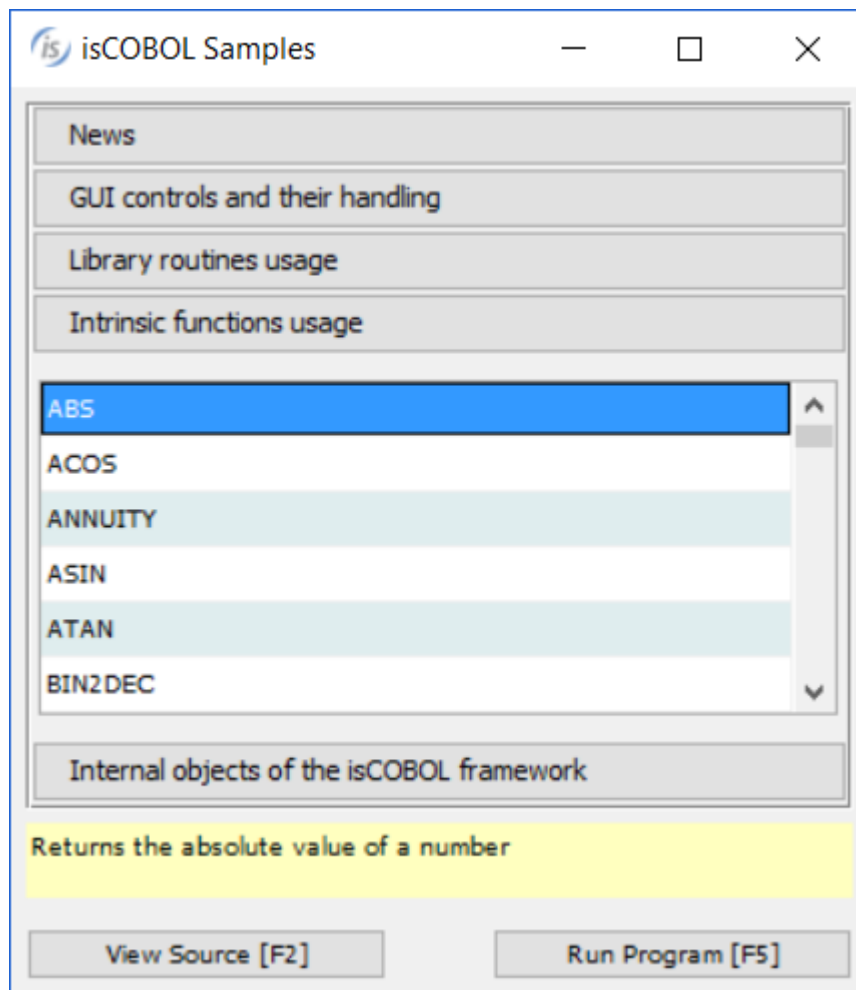 is isCOBOL Samples
News
GUI controls and their handling
Library routines usage
Intrinsic functions usage
ABS
ACOS
ANNUITY
ASIN
ATAN
BIN2DEC
Internal objects of the isCOBOL framework
Returns the absolute value of a number
View Source [F2] Run Program [F5]